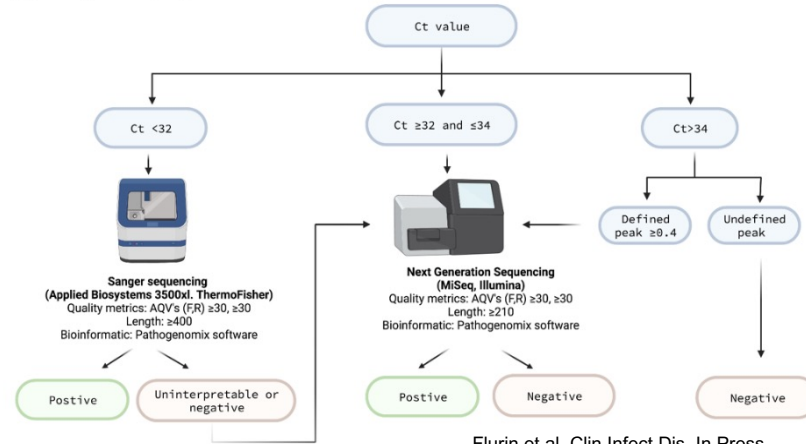 Ct value
Ct <32
Ct ≥32 and ≤34
Ct>34
Defined
peak ≥0.4
Undefined
peak
Sanger sequencing
(Applied Biosystems 3500xl. ThermoFisher)
Quality metrics: AQV's (F,R) ≥30, ≥30
Length: ≥400
Bioinformatic: Pathogenomix software
Next Generation Sequencing
(MiSeq, Illumina)
Quality metrics: AQV's (F,R) ≥30, ≥30
Length: ≥210
Bioinformatic: Pathogenomix software
Postive
Uninterpretable or
negative
Postive
Negative
Negative
Flurin et al. Clin Infect Dis. In Press